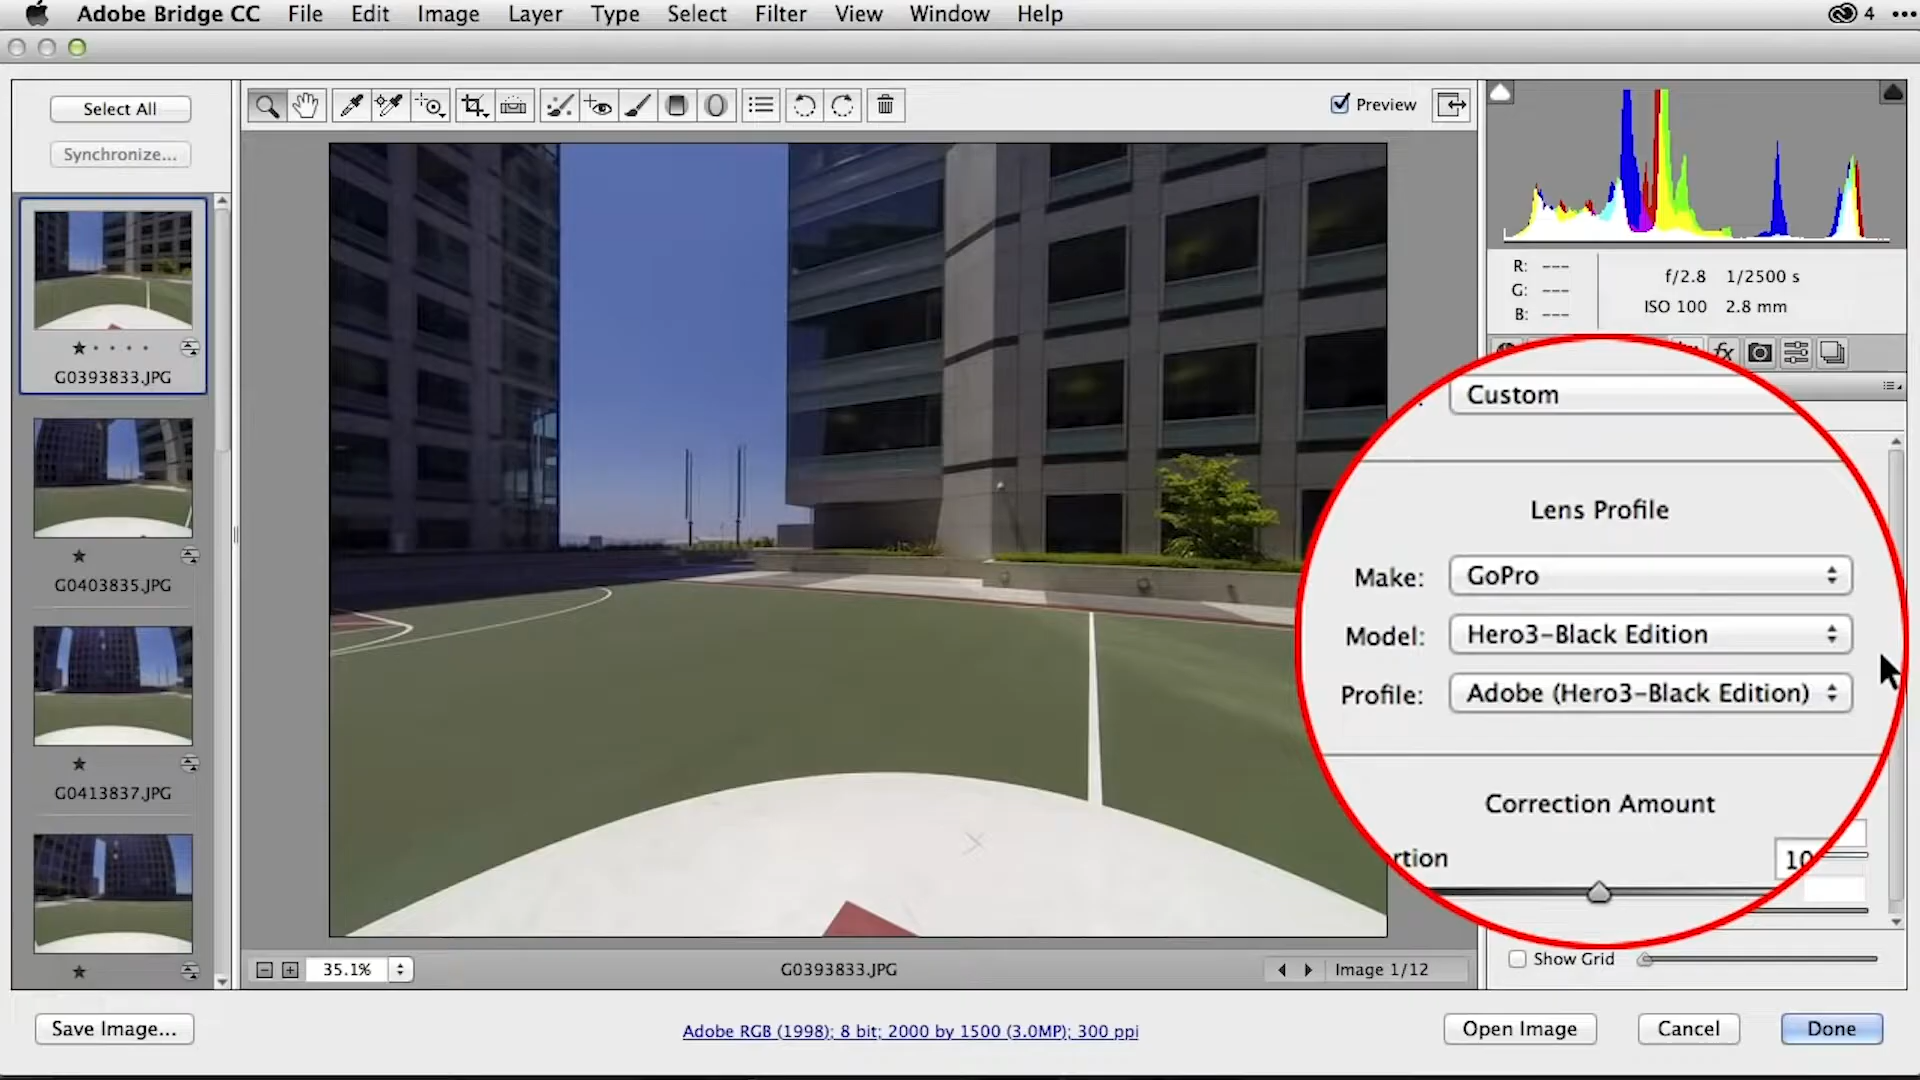 Adobe Bridge CC File Edit Image Layer Type Select Filter View Window Help 4
Select All
Synchronize...
Preview
R: ---
G: ---
B: ---
f/2.8 1/2500 s
ISO 100 2.8 mm
G0393833.JPG
G0403835.JPG
G0413837.JPG
Custom
Lens Profile
Make: GoPro
Model: Hero3-Black Edition
Profile: Adobe (Hero3-Black Edition)
Correction Amount
rtion 10
Show Grid
35.1% G0393833.JPG Image 1/12
Save Image... Adobe RGB (1998); 8 bit; 2000 by 1500 (3.0MP); 300 ppi Open Image Cancel Done